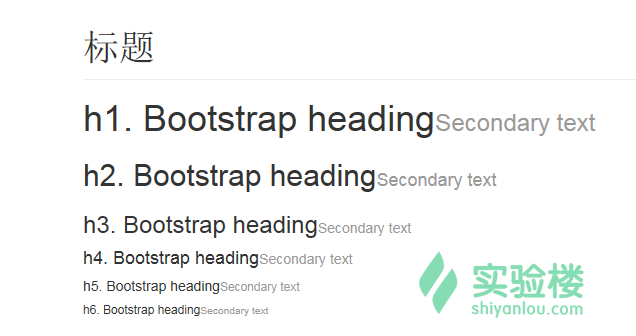 标题
h1. Bootstrap headingSecondary text
h2. Bootstrap headingSecondary text
h3. Bootstrap headingSecondary text
h4. Bootstrap headingSecondary text
h5. Bootstrap headingSecondary text
h6. Bootstrap headingSecondary text
实验楼
shiyanlou.com